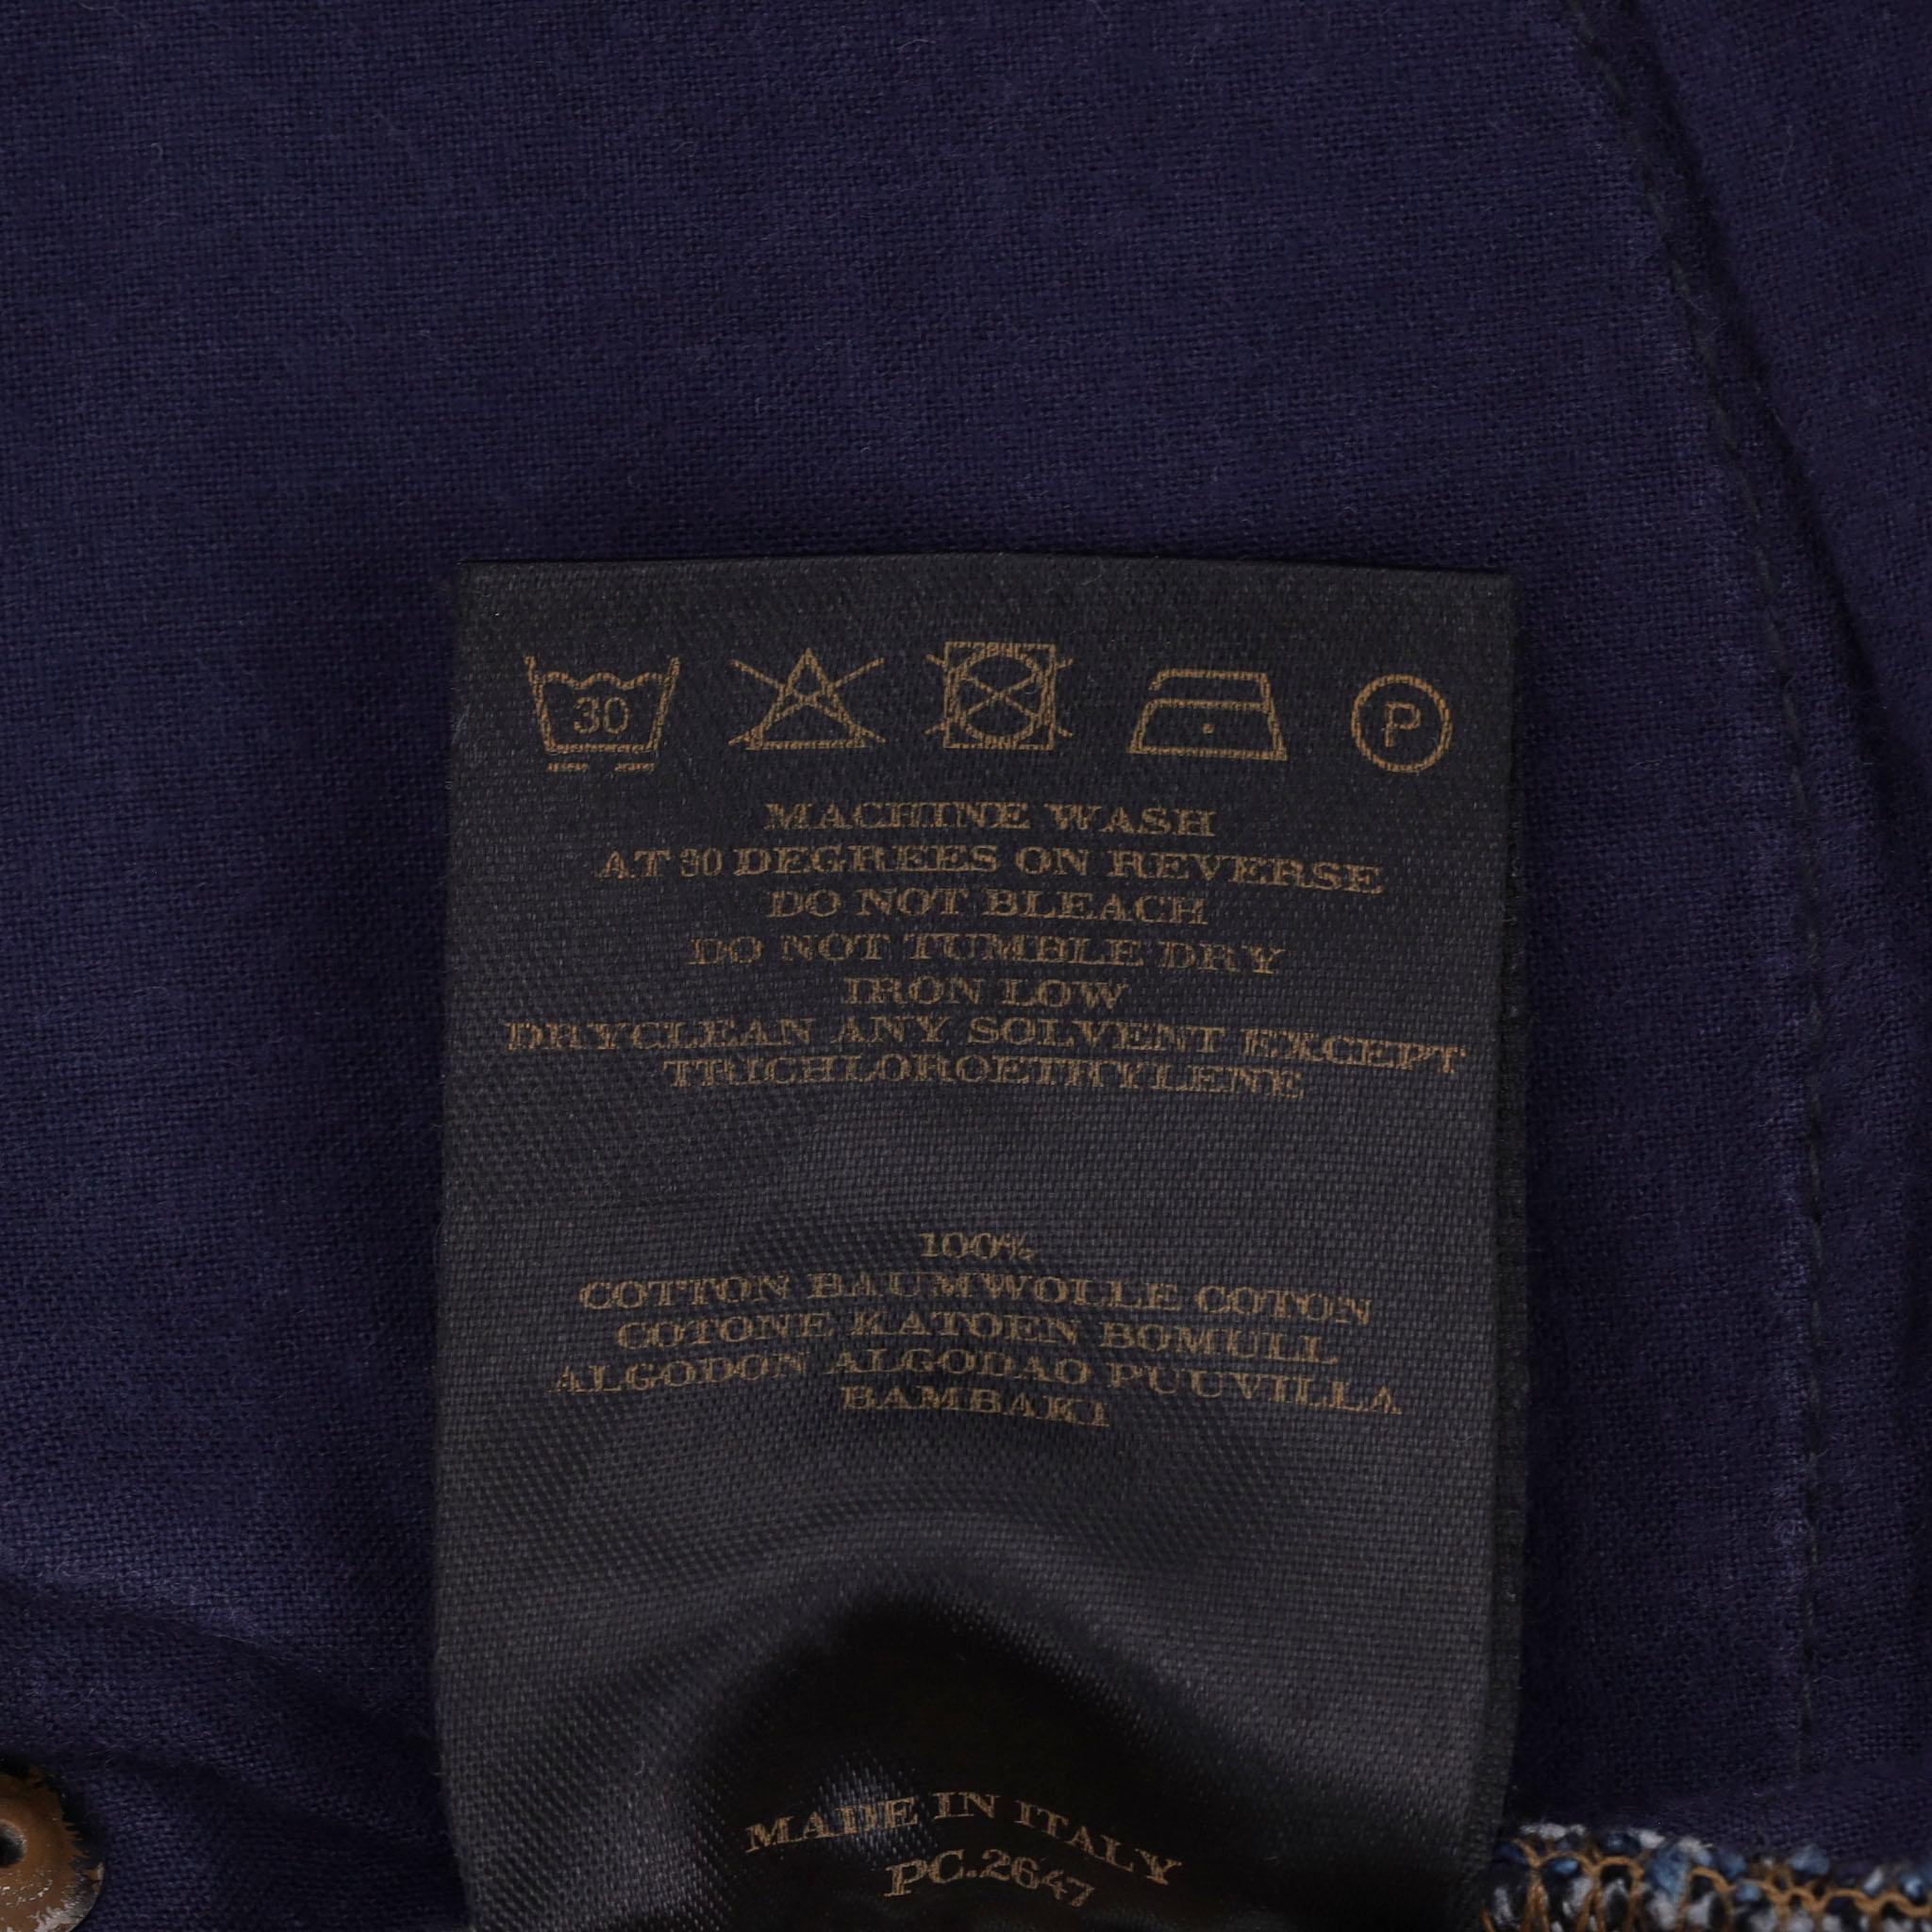 30
P
MACHINE WASH
AT 30 DEGREES ON REVERSE
DO NOT BLEACH
DO NOT TUMBLE DRY
IRON LOW
DRYCLEAN ANY SOLVENT EXCEPT
TRICHLOROETHYLENE
100%
COTTON BAUMWOLLE COTON
COTONE KATOEN BOMULL
ALGODON ALGODAO PUUVILLA
BAMBAKI
MADE IN ITALY
PC.2647